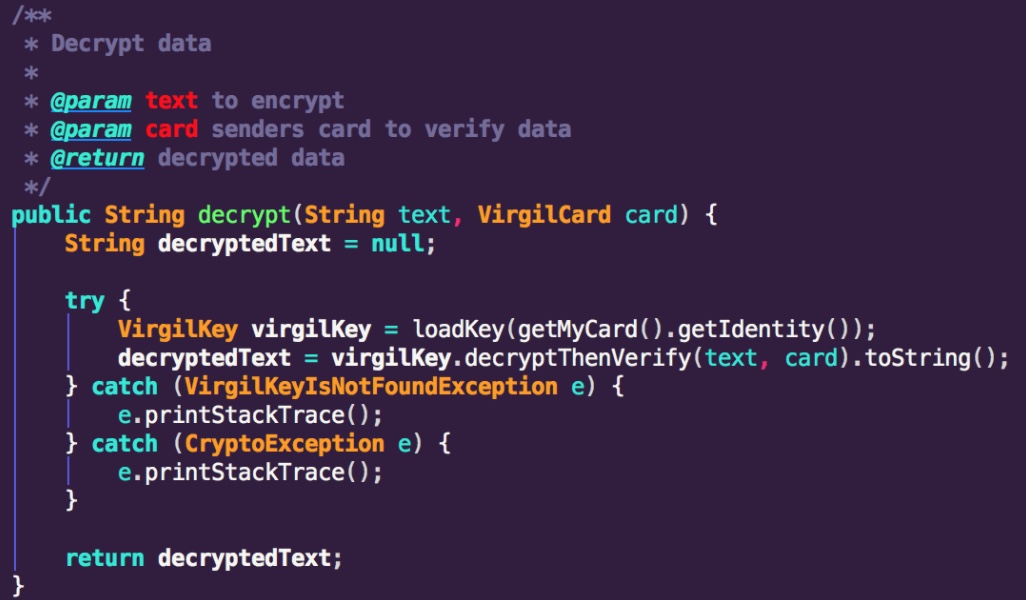 /**
 * Decrypt data
 *
 * @param text to encrypt
 * @param card senders card to verify data
 * @return decrypted data
 */
public String decrypt(String text, VirgilCard card) {
    String decryptedText = null;

    try {
        VirgilKey virgilKey = loadKey(getMyCard().getIdentity());
        decryptedText = virgilKey.decryptThenVerify(text, card).toString();
    } catch (VirgilKeyIsNotFoundException e) {
        e.printStackTrace();
    } catch (CryptoException e) {
        e.printStackTrace();
    }

    return decryptedText;
}